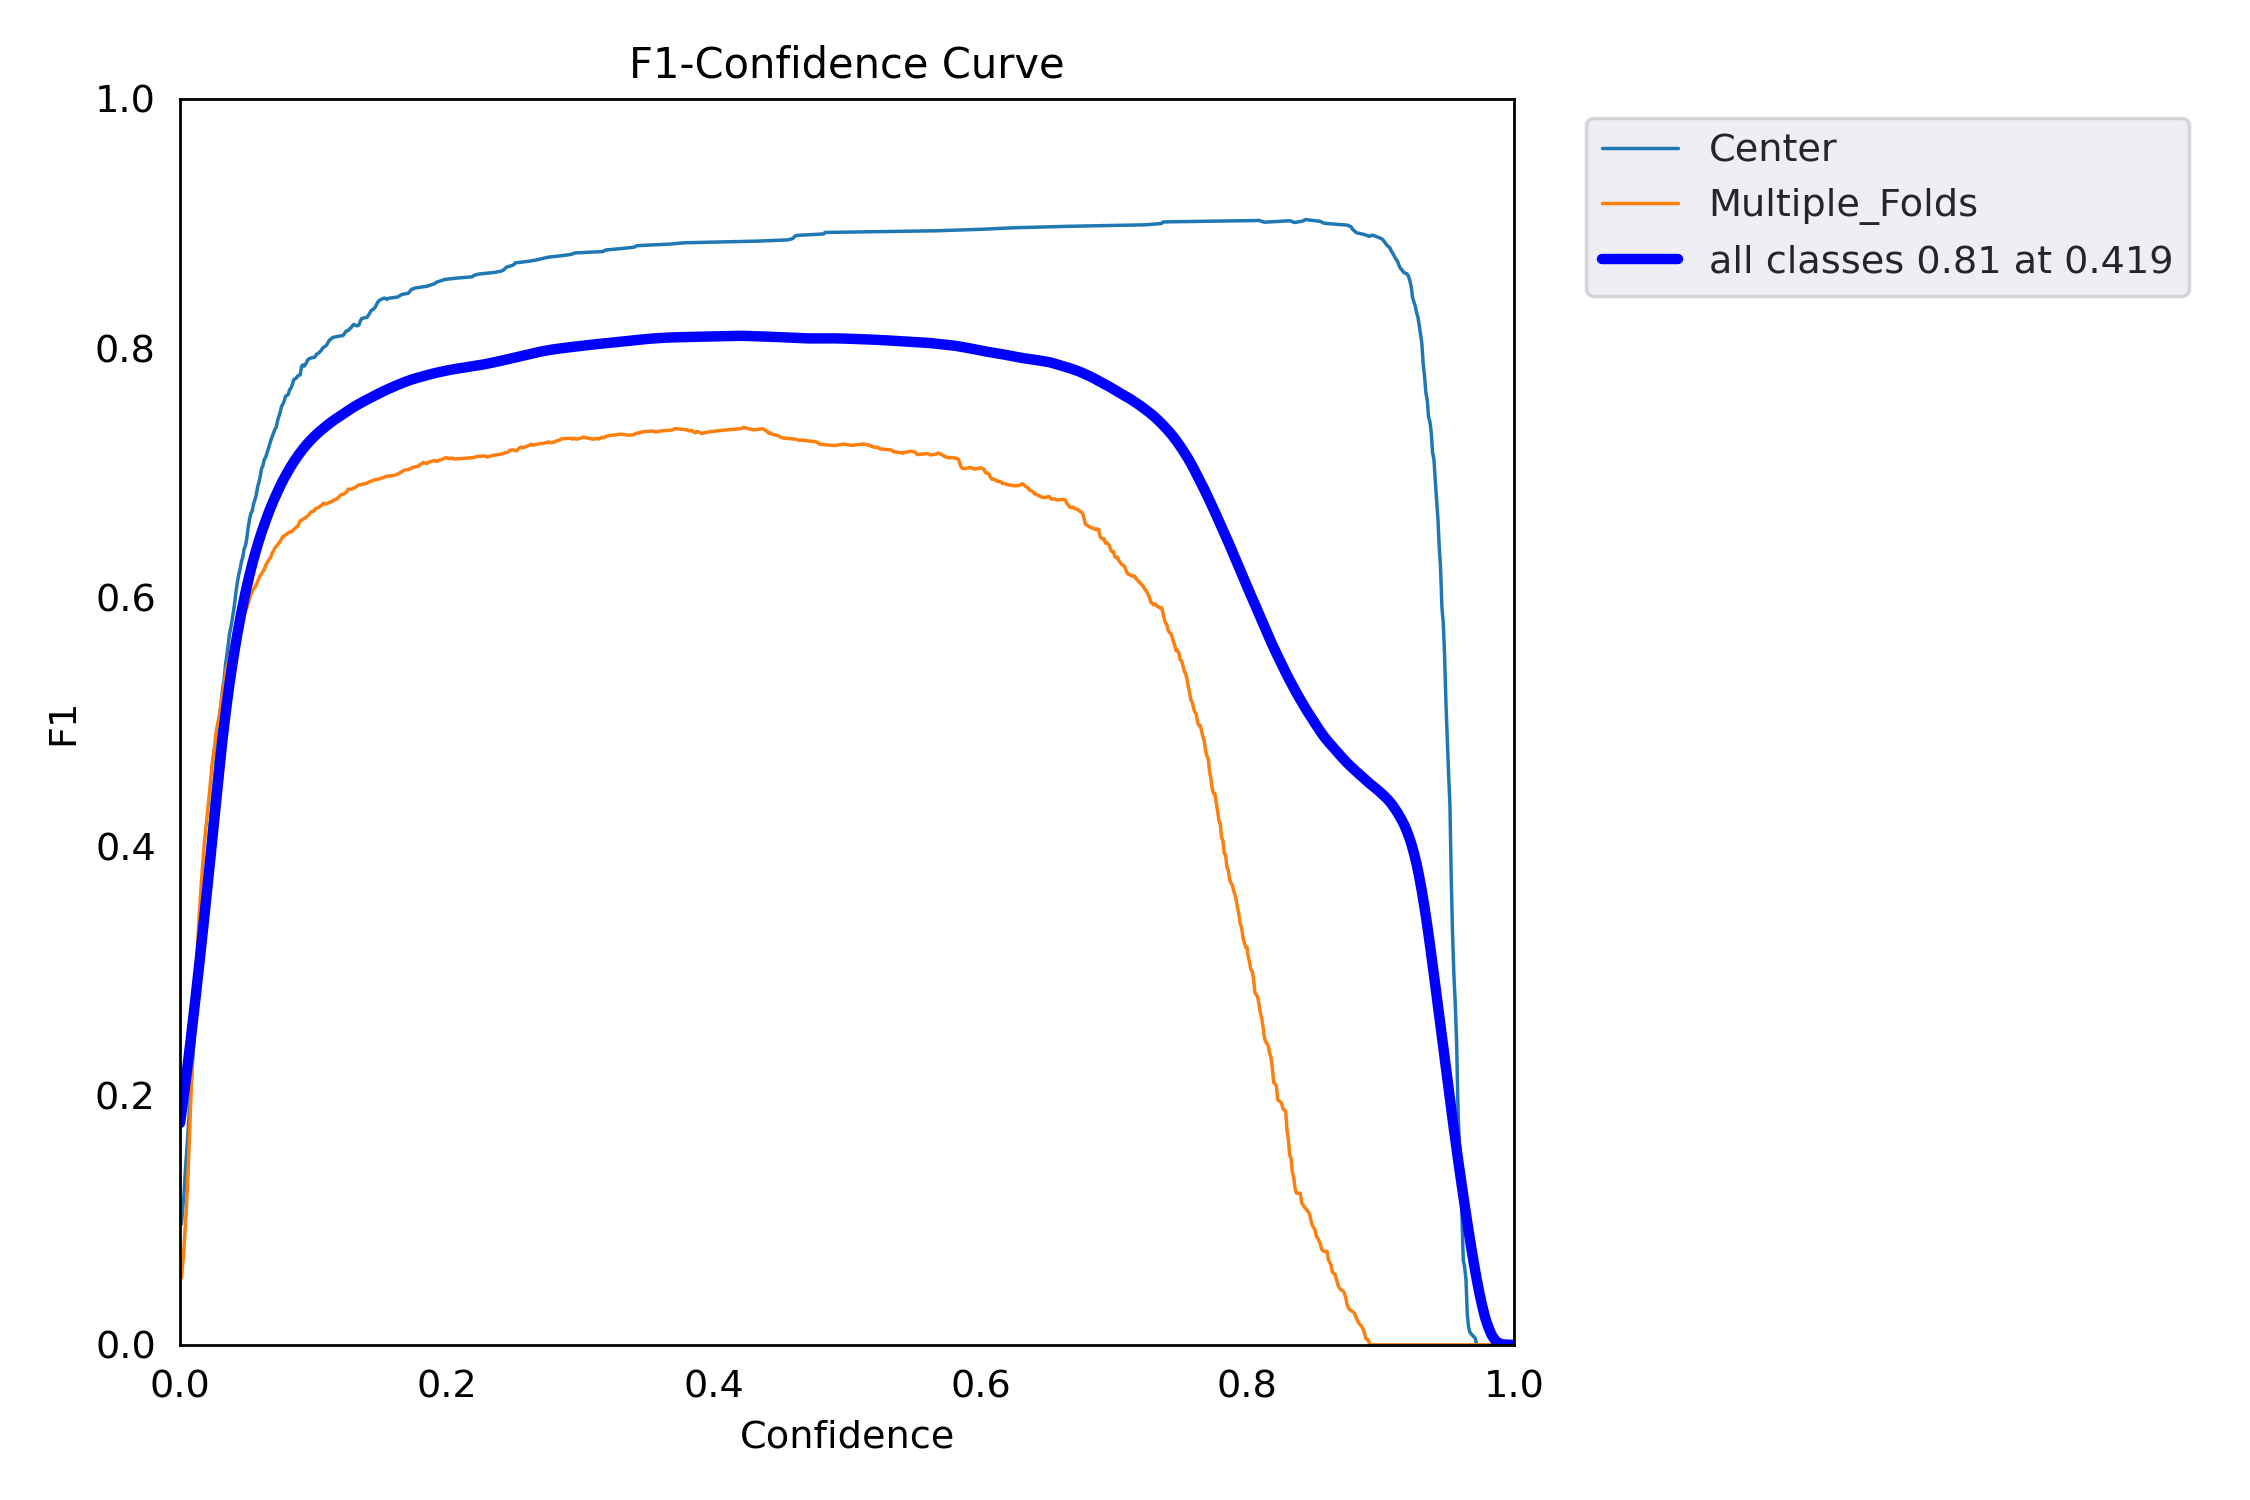 F1-Confidence Curve
1.0
0.8
0.6
0.4
0.2
0.0
F1
0.0 0.2 0.4 0.6 0.8 1.0
Confidence
Center
Multiple_Folds
all classes 0.81 at 0.419